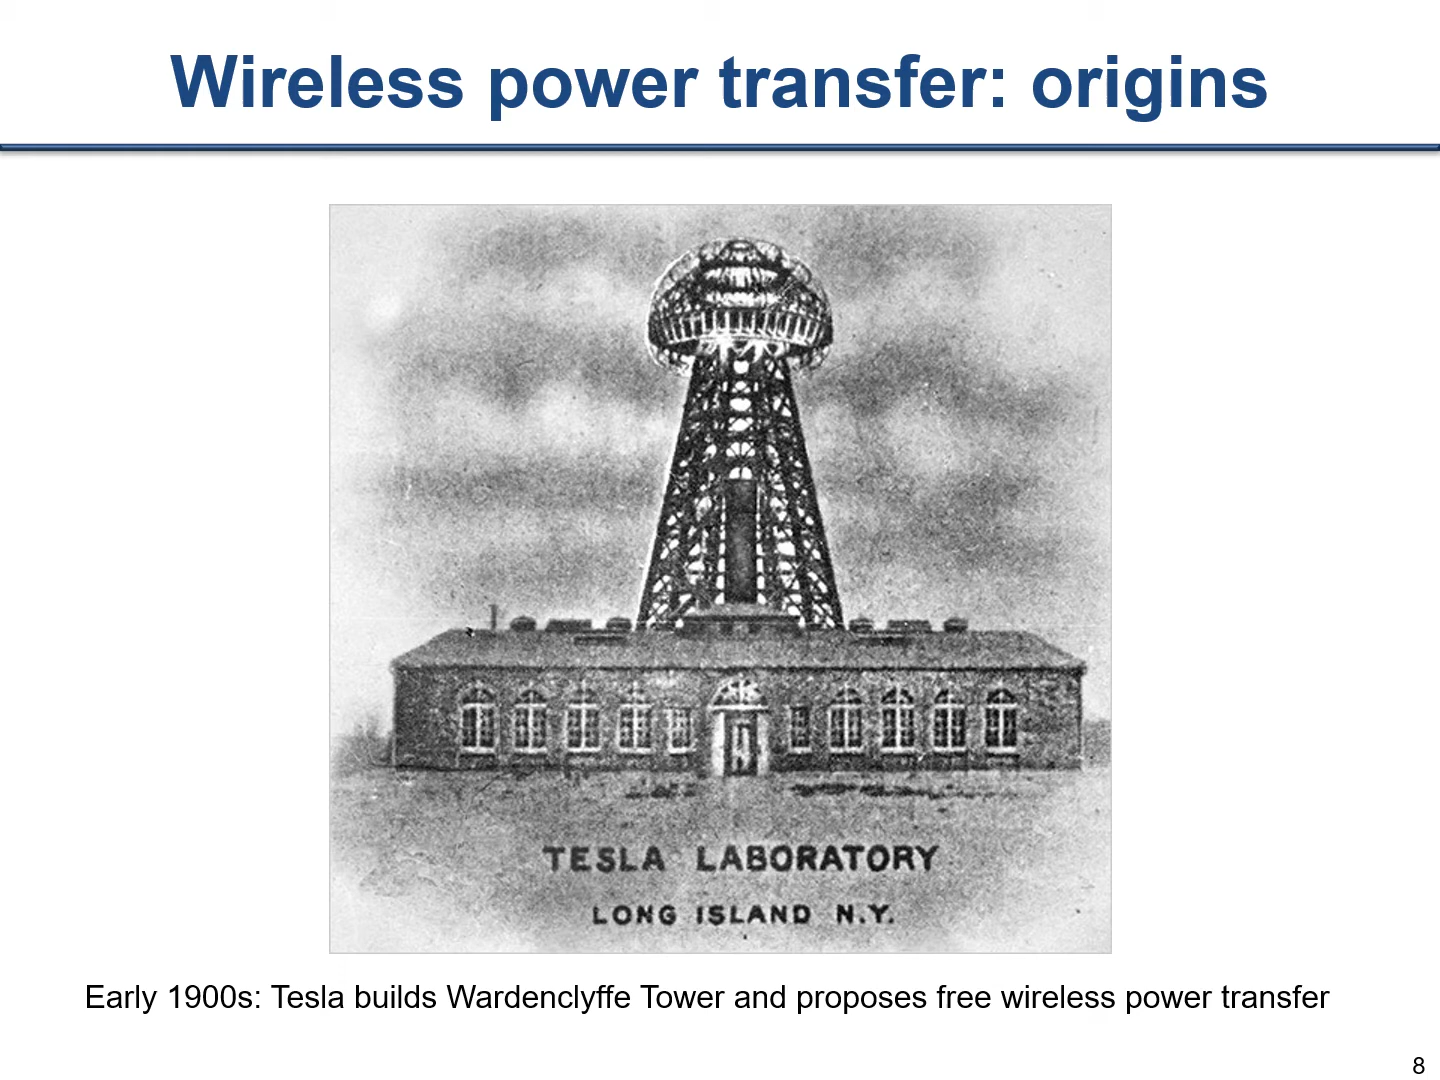 Wireless power transfer: origins
TESLA LABORATORY
LONG ISLAND N.Y.
Early 1900s: Tesla builds Wardenclyffe Tower and proposes free wireless power transfer
8